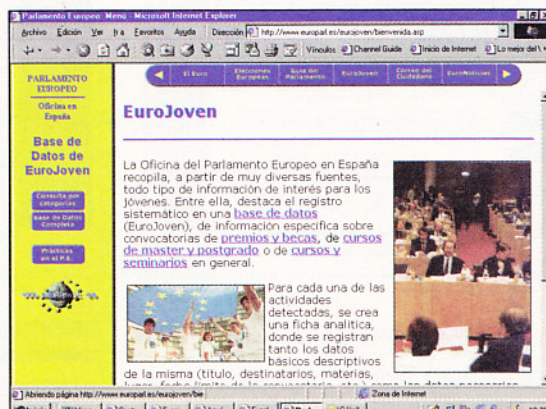 Parlamento Europeo: Menú - Microsoft Internet Explorer
Archivo Edición Ver Ir a Favoritos Ayuda Dirección http://www.europarl.es/eurojoven/bienvenida.asp
Vínculos Channel Guide Inicio de Internet Lo mejor del
El Euro Elecciones Europeas Guía del Parlamento EuroJoven Correo del Ciudadano EuroNoticias
PARLAMENTO
EUROPEO
Oficina en
España
Base de
Datos de
EuroJoven
Consulta por
categorías
Base de Datos
Completa
Prácticas
en el P.E.
EuroJoven
La Oficina del Parlamento Europeo en España
recopila, a partir de muy diversas fuentes,
todo tipo de información de interés para los
jóvenes. Entre ella, destaca el registro
sistemático en una base de datos
(EuroJoven), de información específica sobre
convocatorias de premios y becas, de cursos
de master y postgrado o de cursos y
seminarios en general.
Para cada una de las
actividades
detectadas, se crea
una ficha analítica,
donde se registran
tanto los datos
básicos descriptivos
de la misma (título, destinatarios, materias,
Abriendo página http://www.europarl.es/eurojoven/bie
Zona de Internet